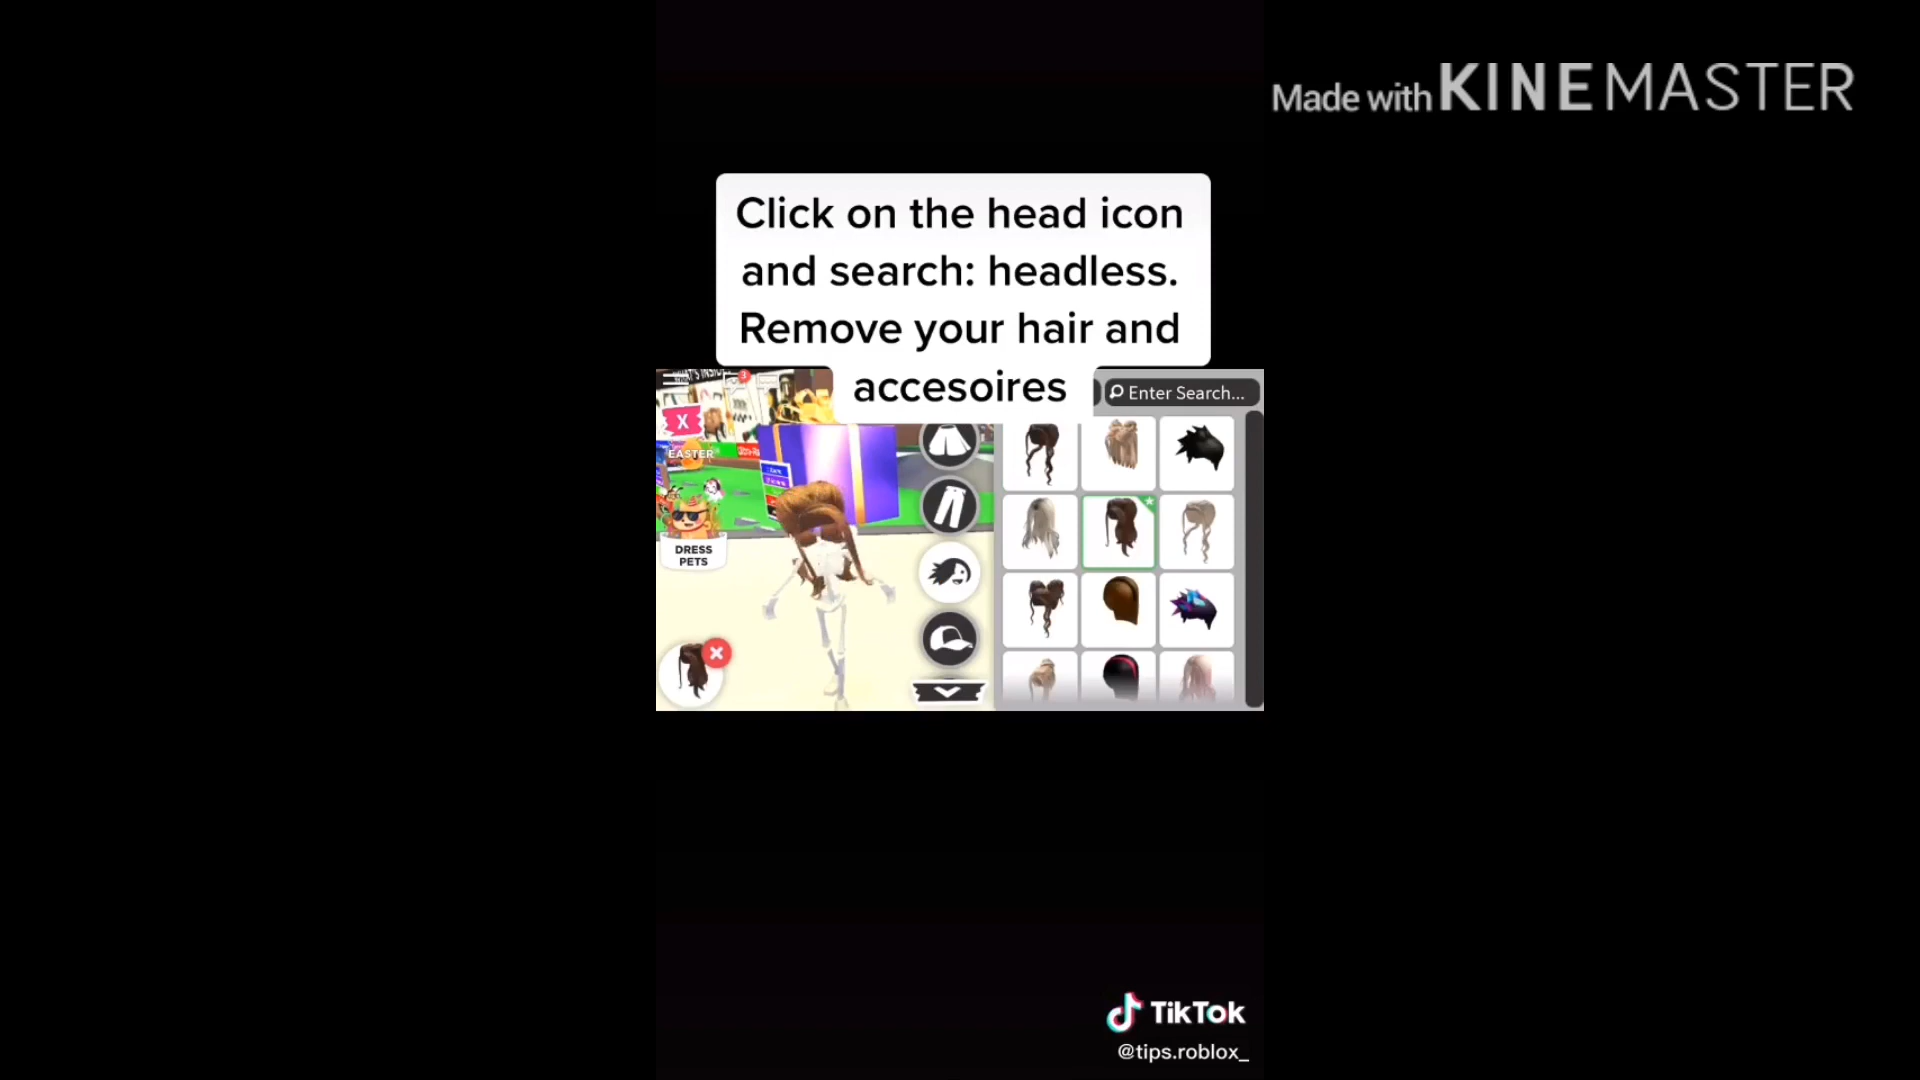 Made with KINEMASTER
Click on the head icon
and search: headless.
Remove your hair and
accesoires
3
Enter Search...
X
EASTER
DRESS
PETS
TikTok
@tips.roblox_